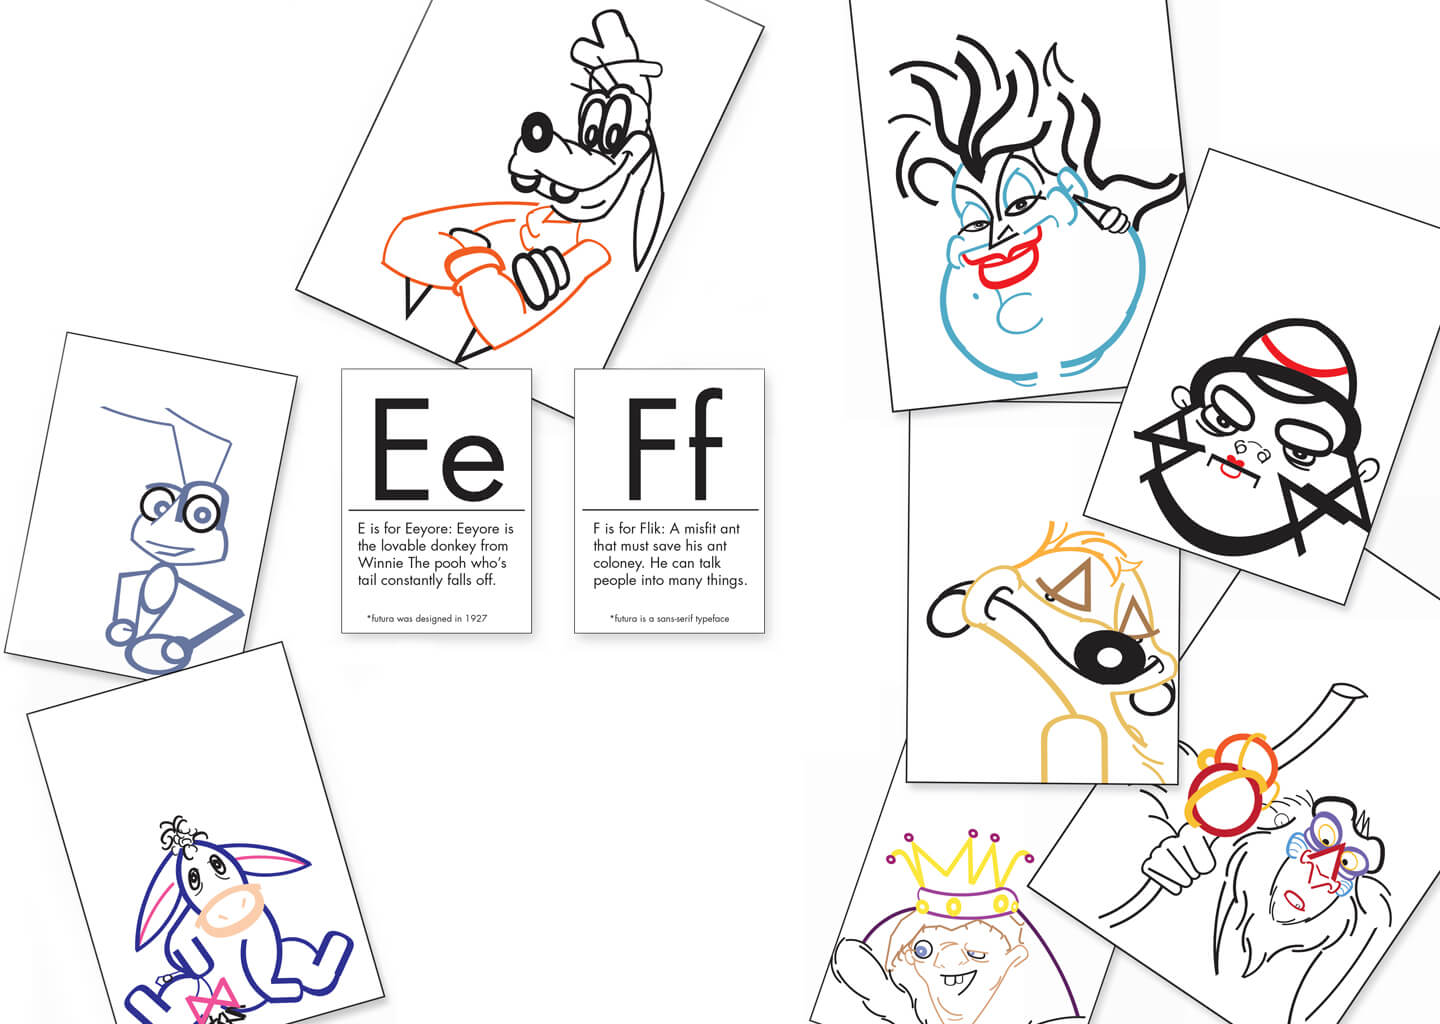 Ee
E is for Eeyore: Eeyore is
the lovable donkey from
Winnie The pooh who's
tail constantly falls off.
*futura was designed in 1927
Ff
F is for Flik: A misfit ant
that must save his ant
coloney. He can talk
people into many things.
*futura is a sans-serif typeface